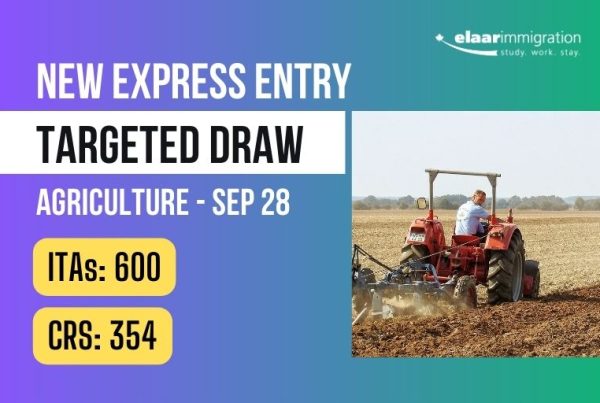 elaarimmigration
study. work. stay.
NEW EXPRESS ENTRY
TARGETED DRAW
AGRICULTURE - SEP 28
ITAs: 600
CRS: 354